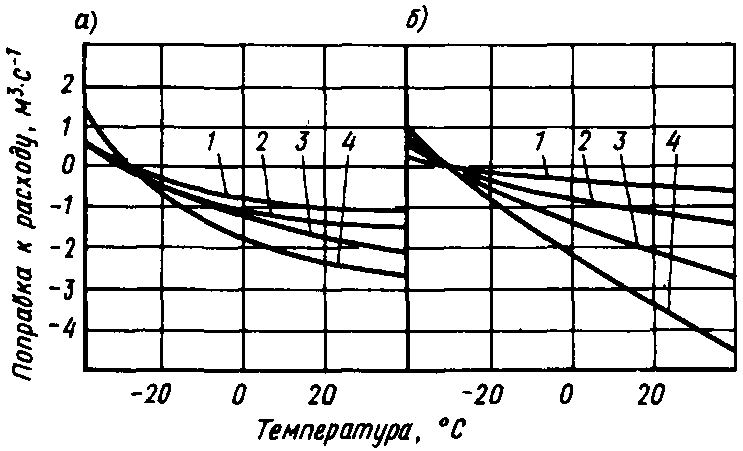 а)
б)
Поправка к расходу, м³·с⁻¹
2
1
0
-1
-2
-3
-4
1 2 3 4
1 2 3 4
-20 0 20
-20 0 20
Температура, °С